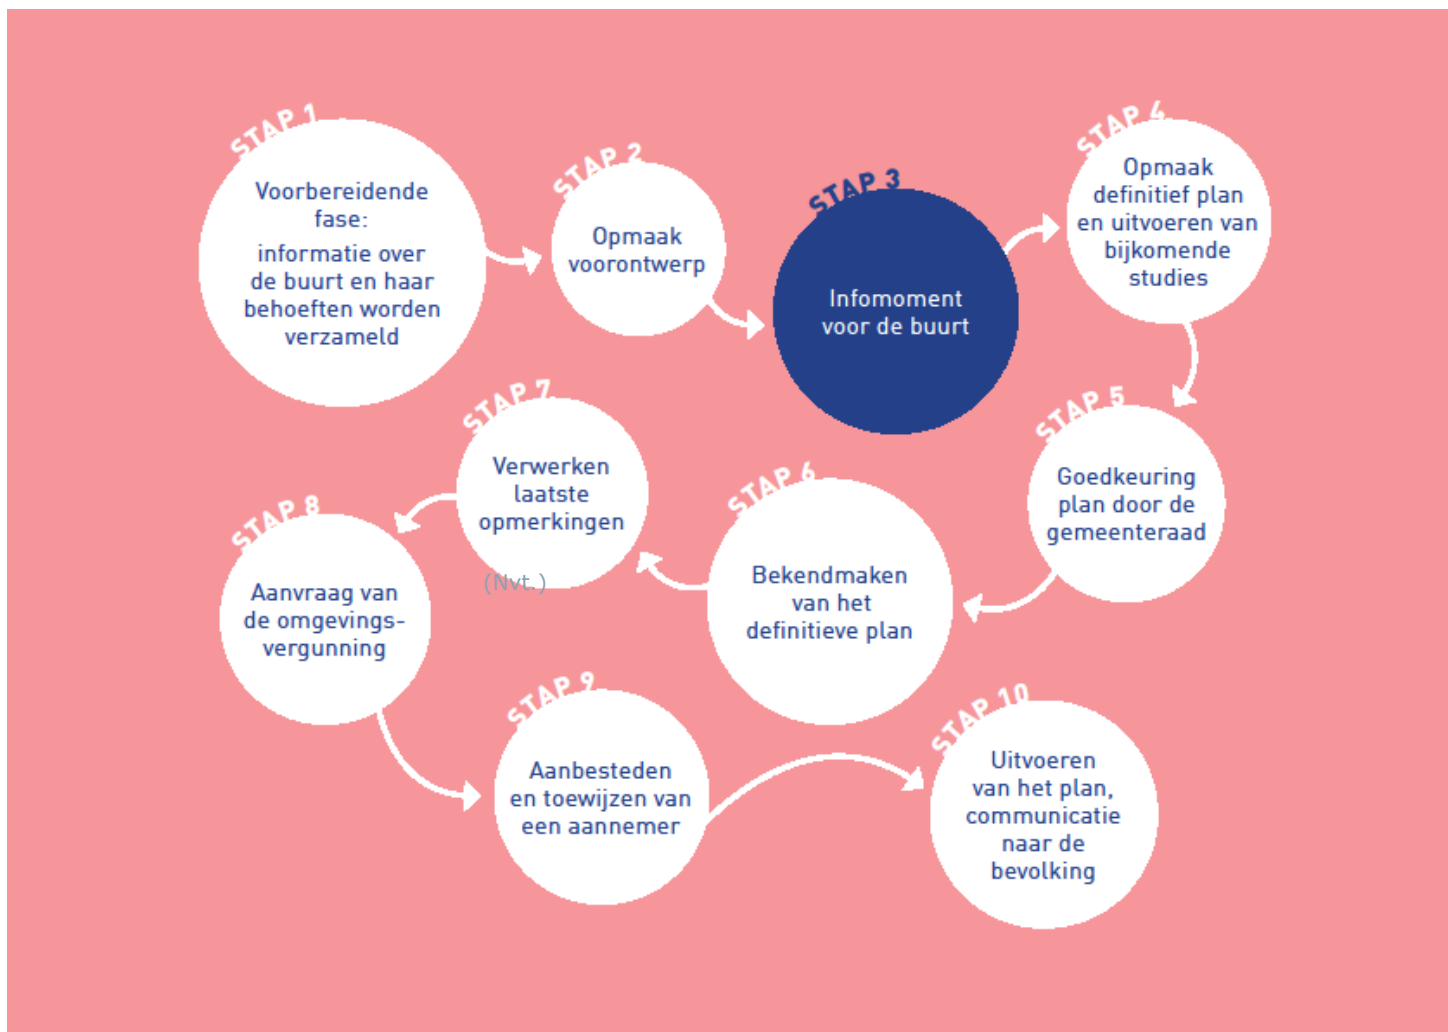 STAP 1
Voorbereidende
fase:
informatie over
de buurt en haar
behoeften worden
verzameld
STAP 2
Opmaak
voorontwerp
STAP 3
Infomoment
voor de buurt
STAP 4
Opmaak
definitief plan
en uitvoeren van
bijkomende
studies
STAP 5
Goedkeuring
plan door de
gemeenteraad
STAP 6
Bekendmaken
van het
definitieve plan
STAP 7
Verwerken
laatste
opmerkingen
(Nvt.)
STAP 8
Aanvraag van
de omgevings-
vergunning
STAP 9
Aanbesteden
en toewijzen van
een aannemer
STAP 10
Uitvoeren
van het plan,
communicatie
naar de
bevolking